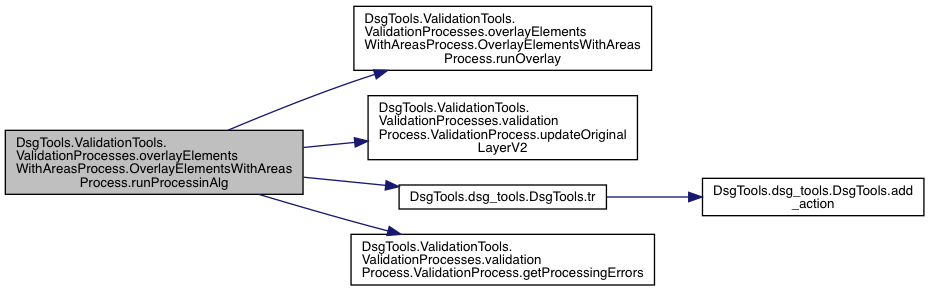 DsgTools.ValidationTools.
ValidationProcesses.overlayElements
WithAreasProcess.OverlayElementsWithAreas
Process.runOverlay
DsgTools.ValidationTools.
ValidationProcesses.validation
Process.ValidationProcess.updateOriginal
LayerV2
DsgTools.ValidationTools.
ValidationProcesses.overlayElements
WithAreasProcess.OverlayElementsWithAreas
Process.runProcessinAlg
DsgTools.dsg_tools.DsgTools.tr
DsgTools.dsg_tools.DsgTools.add
_action
DsgTools.ValidationTools.
ValidationProcesses.validation
Process.ValidationProcess.getProcessingErrors